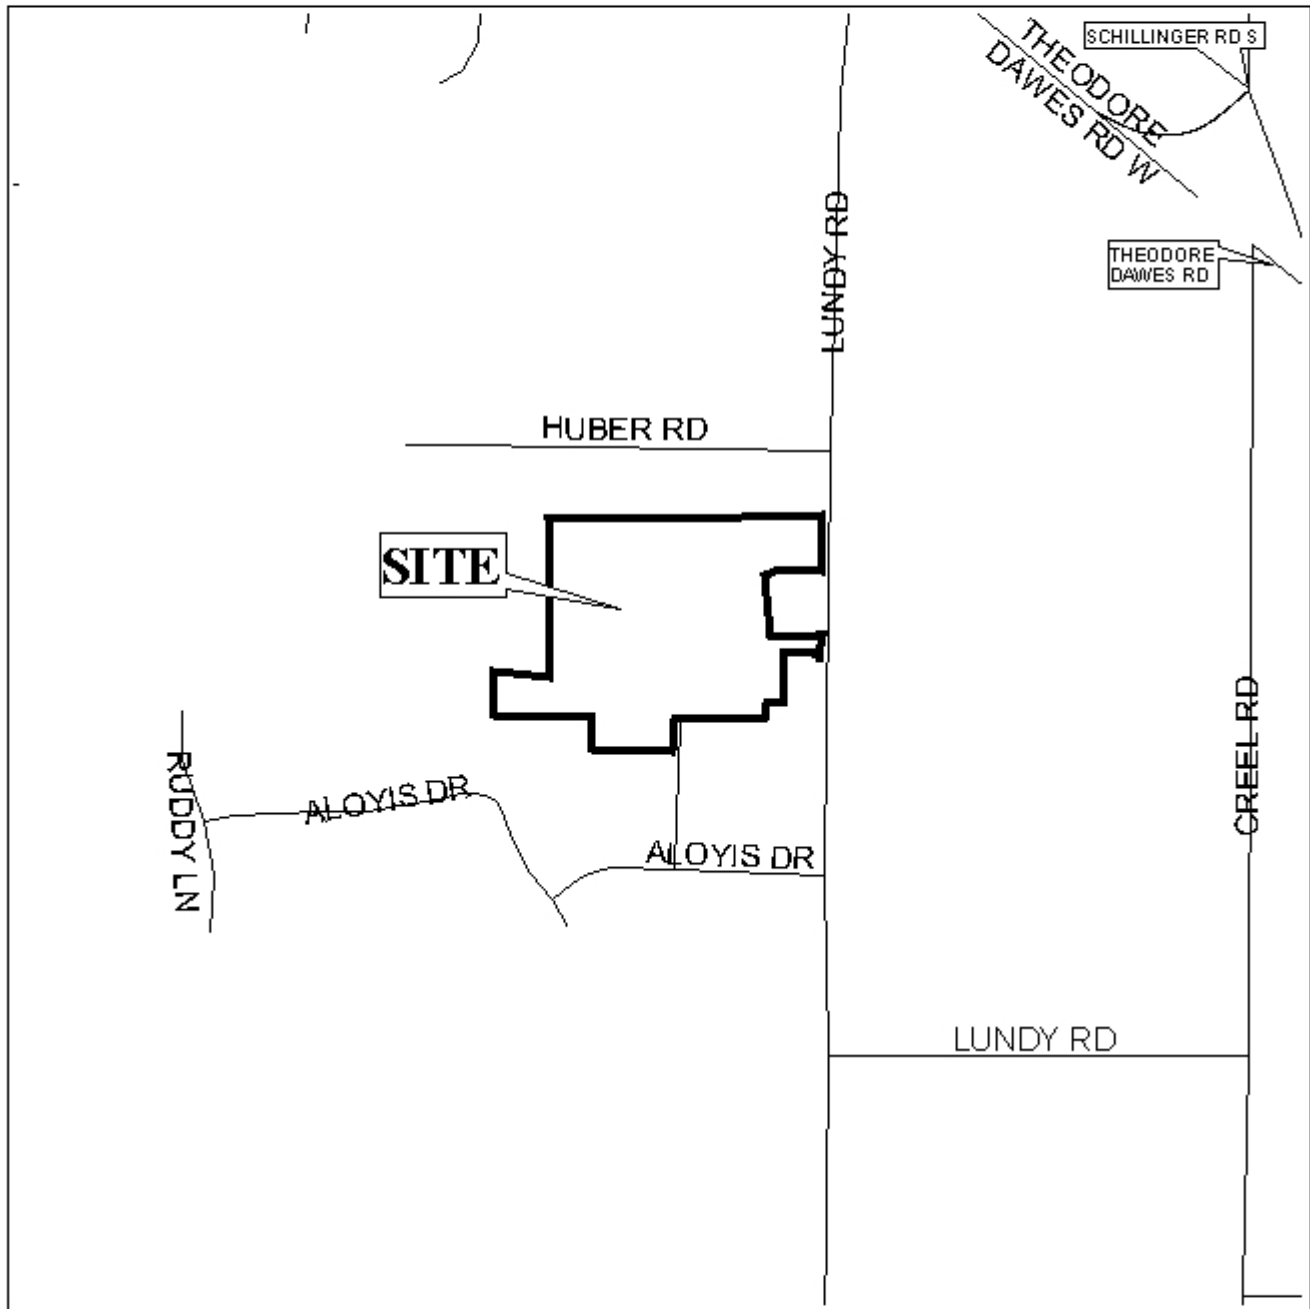 SCHILLINGER RD S
THEODORE
DAWES RD W
LUNDY RD
THEODORE
DAWES RD
HUBER RD
SITE
CREEL RD
RUDDY LN
ALOYIS DR
ALOYIS DR
LUNDY RD